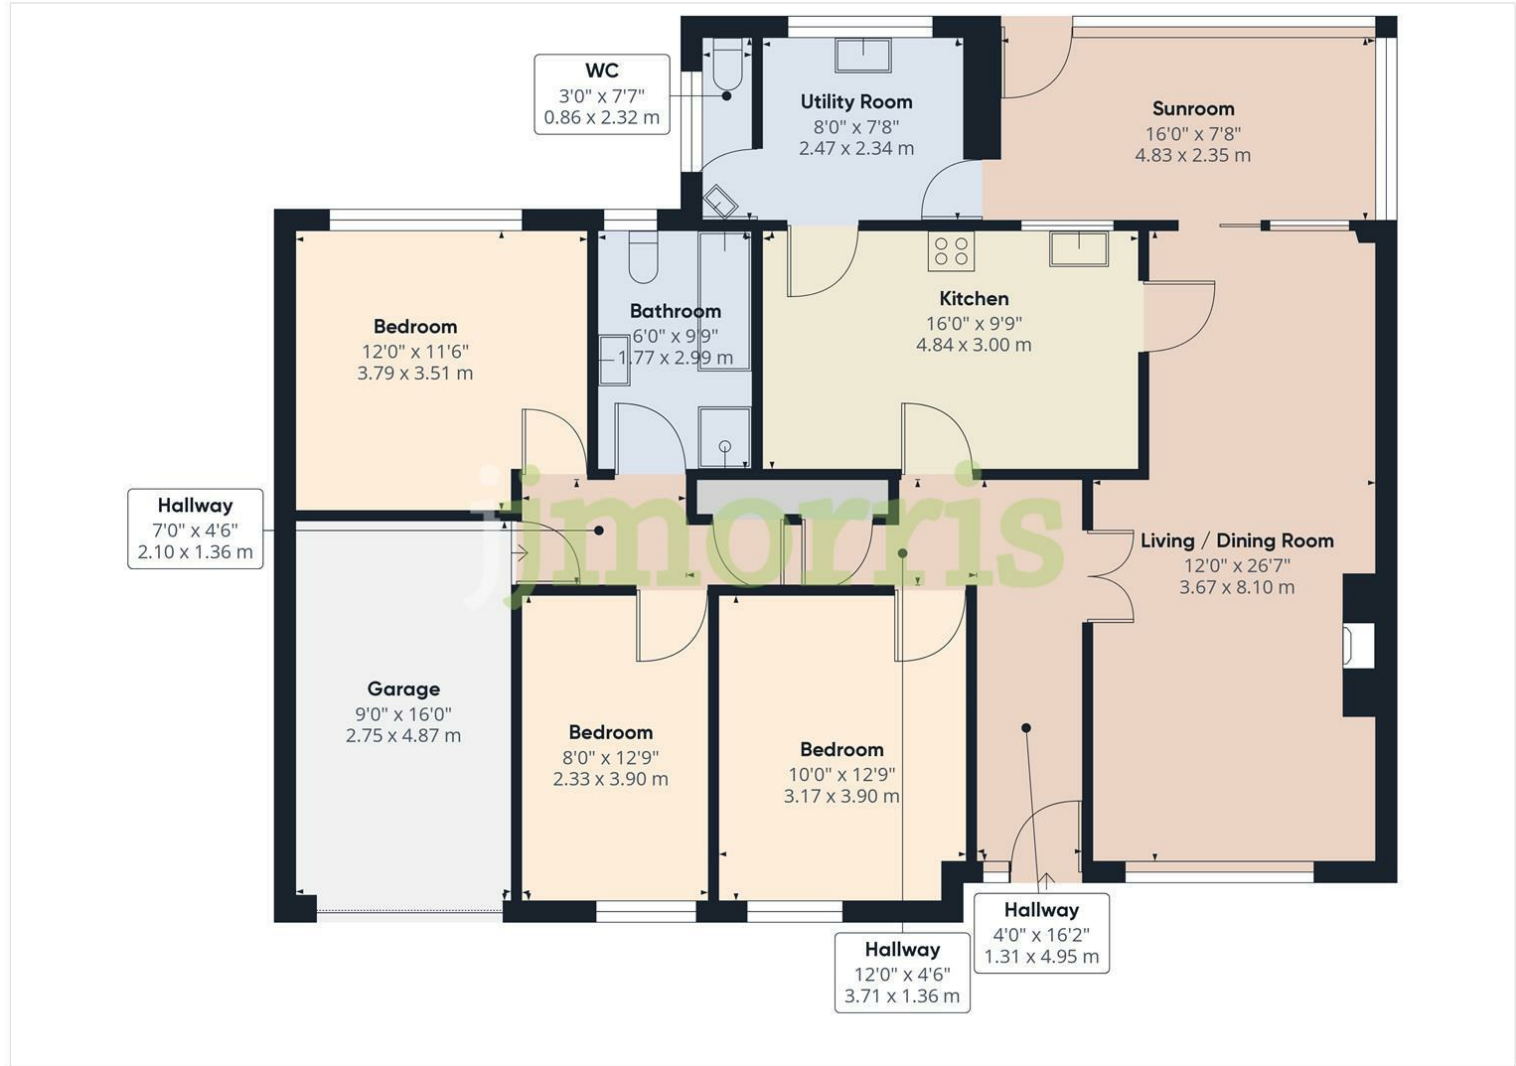 WC
3'0" x 7'7"
0.86 x 2.32 m
Utility Room
8'0" x 7'8"
2.47 x 2.34 m
Sunroom
16'0" x 7'8"
4.83 x 2.35 m
Bedroom
12'0" x 11'6"
3.79 x 3.51 m
Bathroom
6'0" x 9'9"
1.77 x 2.99 m
Kitchen
16'0" x 9'9"
4.84 x 3.00 m
Hallway
7'0" x 4'6"
2.10 x 1.36 m
jjmorris
Living / Dining Room
12'0" x 26'7"
3.67 x 8.10 m
Garage
9'0" x 16'0"
2.75 x 4.87 m
Bedroom
8'0" x 12'9"
2.33 x 3.90 m
Bedroom
10'0" x 12'9"
3.17 x 3.90 m
Hallway
12'0" x 4'6"
3.71 x 1.36 m
Hallway
4'0" x 16'2"
1.31 x 4.95 m